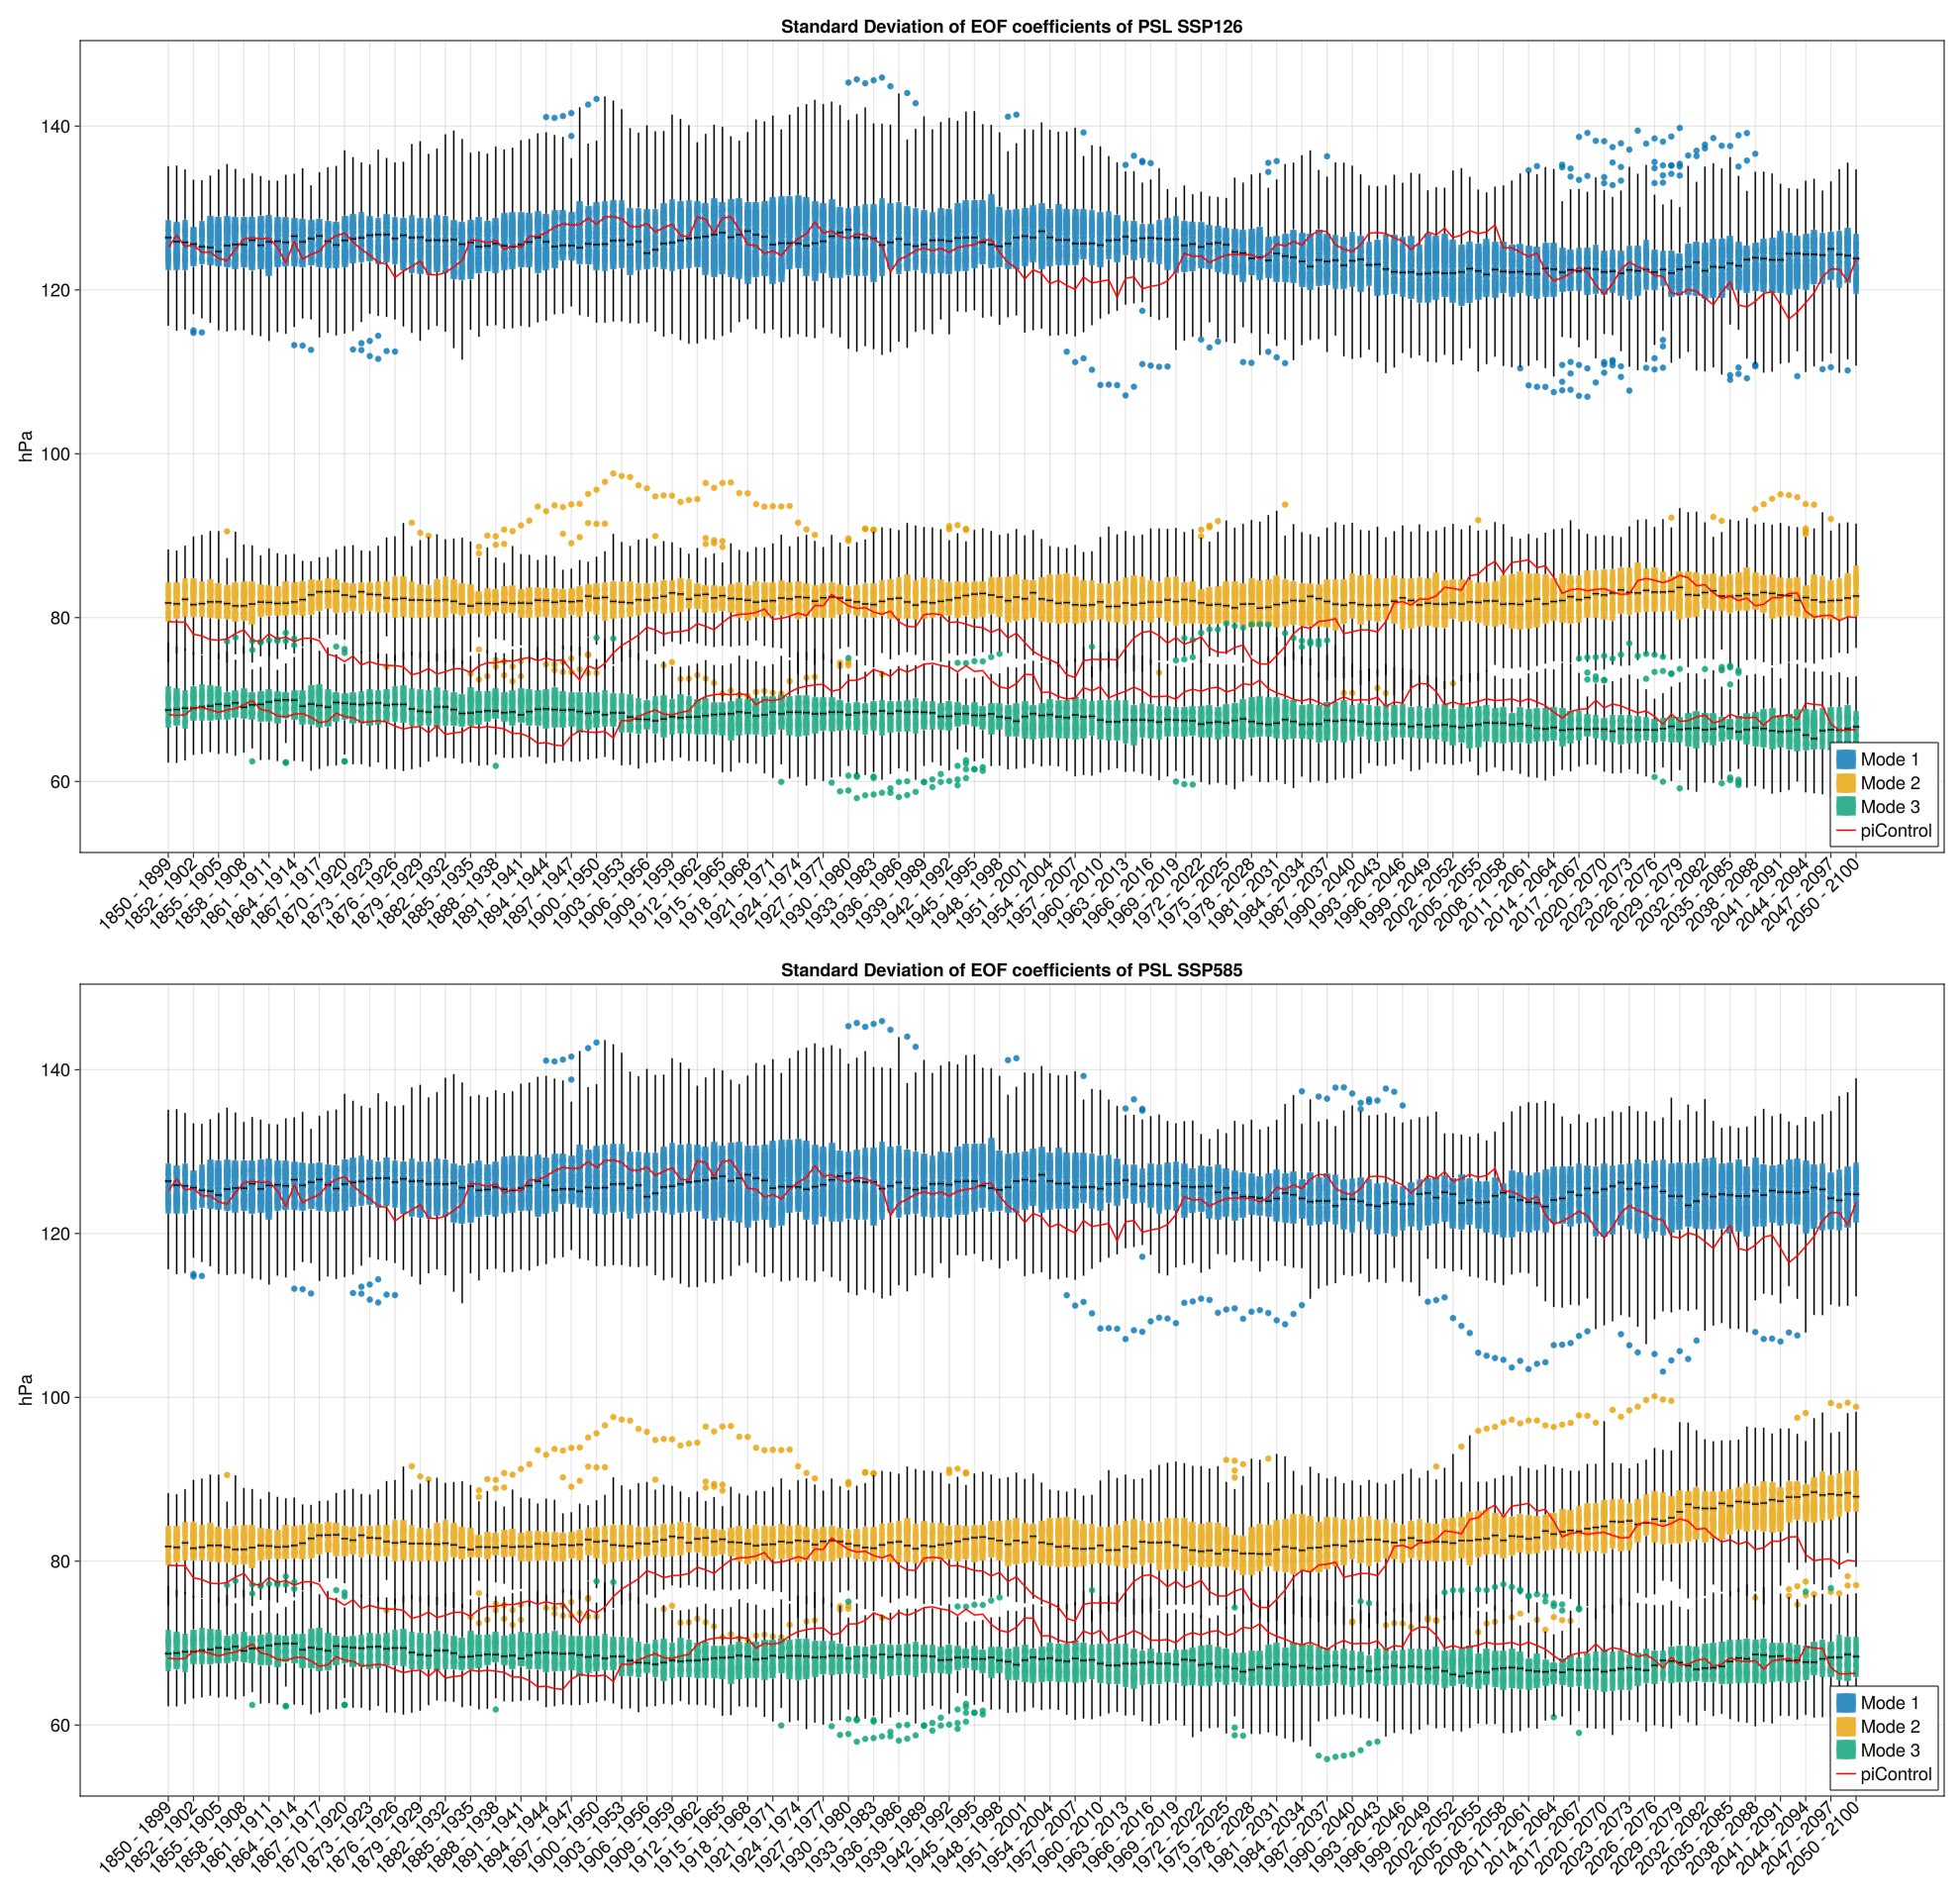 Standard Deviation of EOF coefficients of PSL SSP126
hPa
140
120
100
80
60
Mode 1
Mode 2
Mode 3
piControl
1850 - 1899
1852 - 1902
1855 - 1905
1858 - 1908
1861 - 1911
1864 - 1914
1867 - 1917
1870 - 1920
1873 - 1923
1876 - 1926
1879 - 1929
1882 - 1932
1885 - 1935
1888 - 1938
1891 - 1941
1894 - 1944
1897 - 1947
1900 - 1950
1903 - 1953
1906 - 1956
1909 - 1959
1912 - 1962
1915 - 1965
1918 - 1968
1921 - 1971
1924 - 1974
1927 - 1977
1930 - 1980
1933 - 1983
1936 - 1986
1939 - 1989
1942 - 1992
1945 - 1995
1948 - 1998
1951 - 2001
1954 - 2004
1957 - 2007
1960 - 2010
1963 - 2013
1966 - 2016
1969 - 2019
1972 - 2022
1975 - 2025
1978 - 2028
1981 - 2031
1984 - 2034
1987 - 2037
1990 - 2040
1993 - 2043
1996 - 2046
1999 - 2049
2002 - 2052
2005 - 2055
2008 - 2058
2011 - 2061
2014 - 2064
2017 - 2067
2020 - 2070
2023 - 2073
2026 - 2076
2029 - 2079
2032 - 2082
2035 - 2085
2038 - 2088
2041 - 2091
2044 - 2094
2047 - 2097
2050 - 2100
Standard Deviation of EOF coefficients of PSL SSP585
hPa
140
120
100
80
60
Mode 1
Mode 2
Mode 3
piControl
1850 - 1899
1852 - 1902
1855 - 1905
1858 - 1908
1861 - 1911
1864 - 1914
1867 - 1917
1870 - 1920
1873 - 1923
1876 - 1926
1879 - 1929
1882 - 1932
1885 - 1935
1888 - 1938
1891 - 1941
1894 - 1944
1897 - 1947
1900 - 1950
1903 - 1953
1906 - 1956
1909 - 1959
1912 - 1962
1915 - 1965
1918 - 1968
1921 - 1971
1924 - 1974
1927 - 1977
1930 - 1980
1933 - 1983
1936 - 1986
1939 - 1989
1942 - 1992
1945 - 1995
1948 - 1998
1951 - 2001
1954 - 2004
1957 - 2007
1960 - 2010
1963 - 2013
1966 - 2016
1969 - 2019
1972 - 2022
1975 - 2025
1978 - 2028
1981 - 2031
1984 - 2034
1987 - 2037
1990 - 2040
1993 - 2043
1996 - 2046
1999 - 2049
2002 - 2052
2005 - 2055
2008 - 2058
2011 - 2061
2014 - 2064
2017 - 2067
2020 - 2070
2023 - 2073
2026 - 2076
2029 - 2079
2032 - 2082
2035 - 2085
2038 - 2088
2041 - 2091
2044 - 2094
2047 - 2097
2050 - 2100